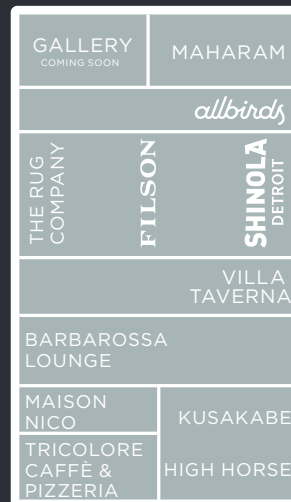 GALLERY
COMING SOON
MAHARAM
allbirds
THE RUG
COMPANY
FILSON
SHINOLA
DETROIT
VILLA
TAVERNA
BARBAROSSA
LOUNGE
MAISON
NICO
KUSAKABE
TRICOLORE
CAFFÈ &
PIZZERIA
HIGH HORSE